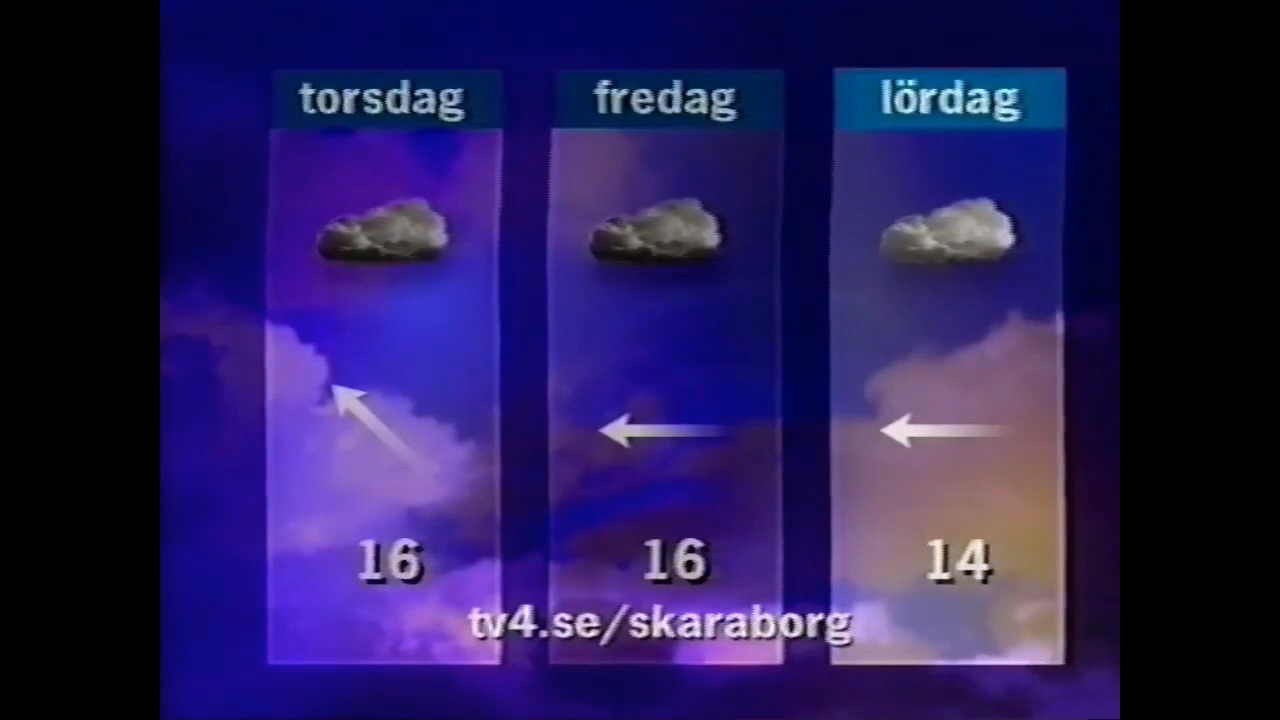 torsdag
fredag
lördag
16
16
14
tv4.se/skaraborg